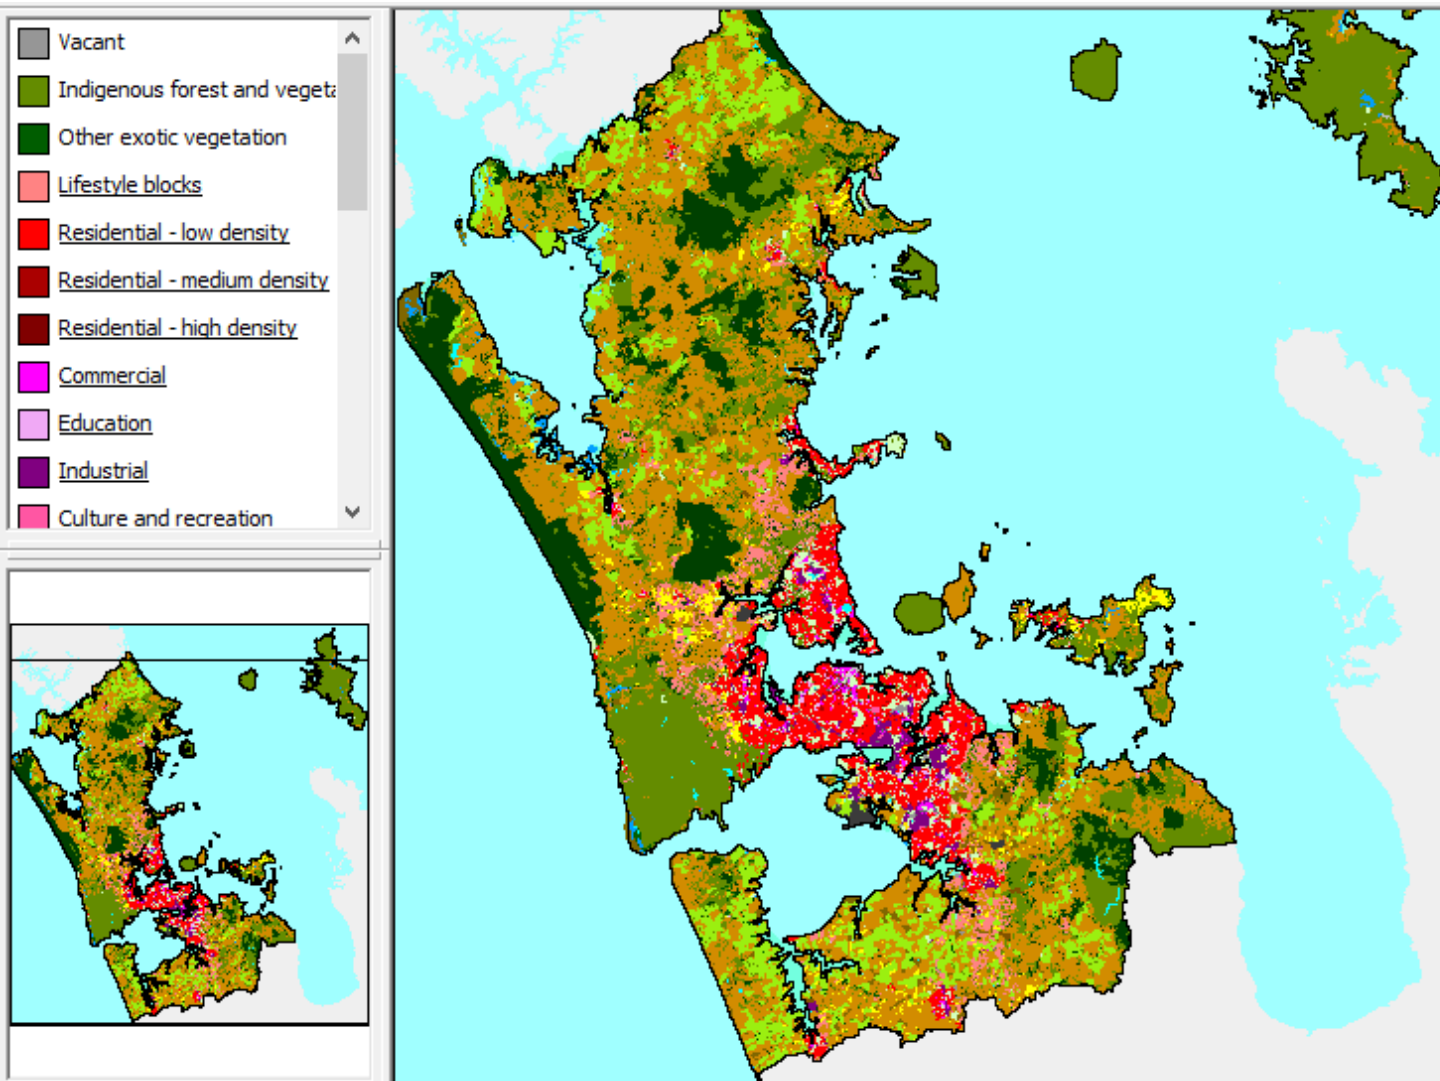 Vacant
Indigenous forest and vegeta
Other exotic vegetation
Lifestyle blocks
Residential - low density
Residential - medium density
Residential - high density
Commercial
Education
Industrial
Culture and recreation